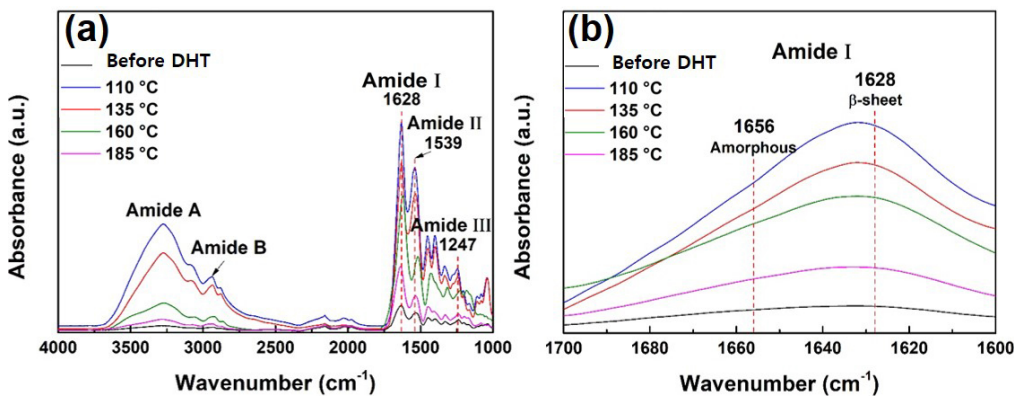 (a)
Before DHT
110 °C
135 °C
160 °C
185 °C
Amide I
1628
Amide II
1539
Amide III
1247
Amide A
Amide B
Absorbance (a.u.)
4000 3500 3000 2500 2000 1500 1000
Wavenumber (cm⁻¹)
(b)
Before DHT
110 °C
135 °C
160 °C
185 °C
Amide I
1628
β-sheet
1656
Amorphous
Absorbance (a.u.)
1700 1680 1660 1640 1620 1600
Wavenumber (cm⁻¹)